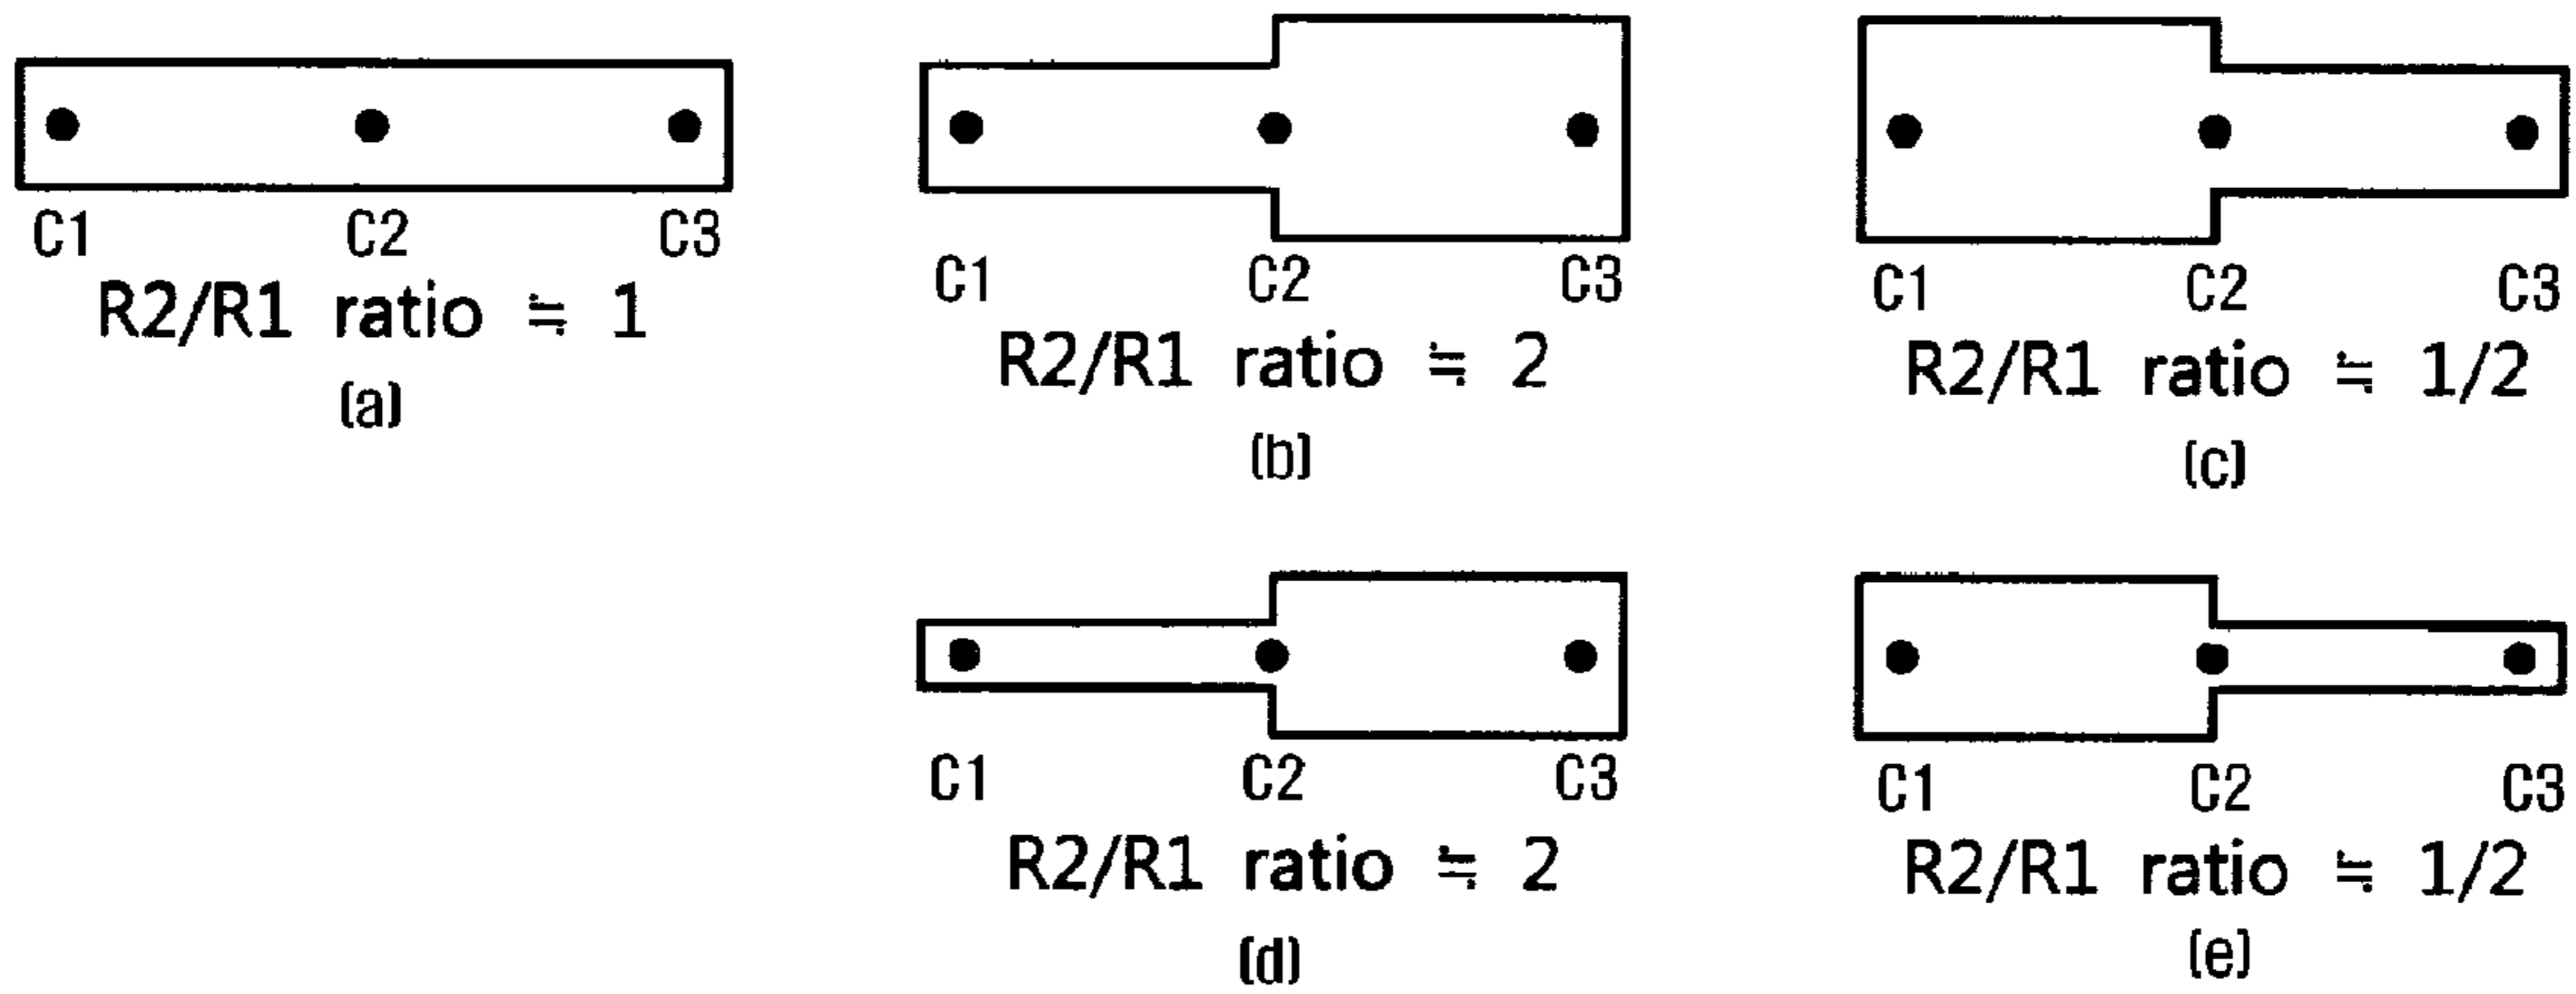 C1 C2 C3
R2/R1 ratio ≒ 1
(a)
C1 C2 C3
R2/R1 ratio ≒ 2
(b)
C1 C2 C3
R2/R1 ratio ≒ 1/2
(c)
C1 C2 C3
R2/R1 ratio ≒ 2
(d)
C1 C2 C3
R2/R1 ratio ≒ 1/2
(e)